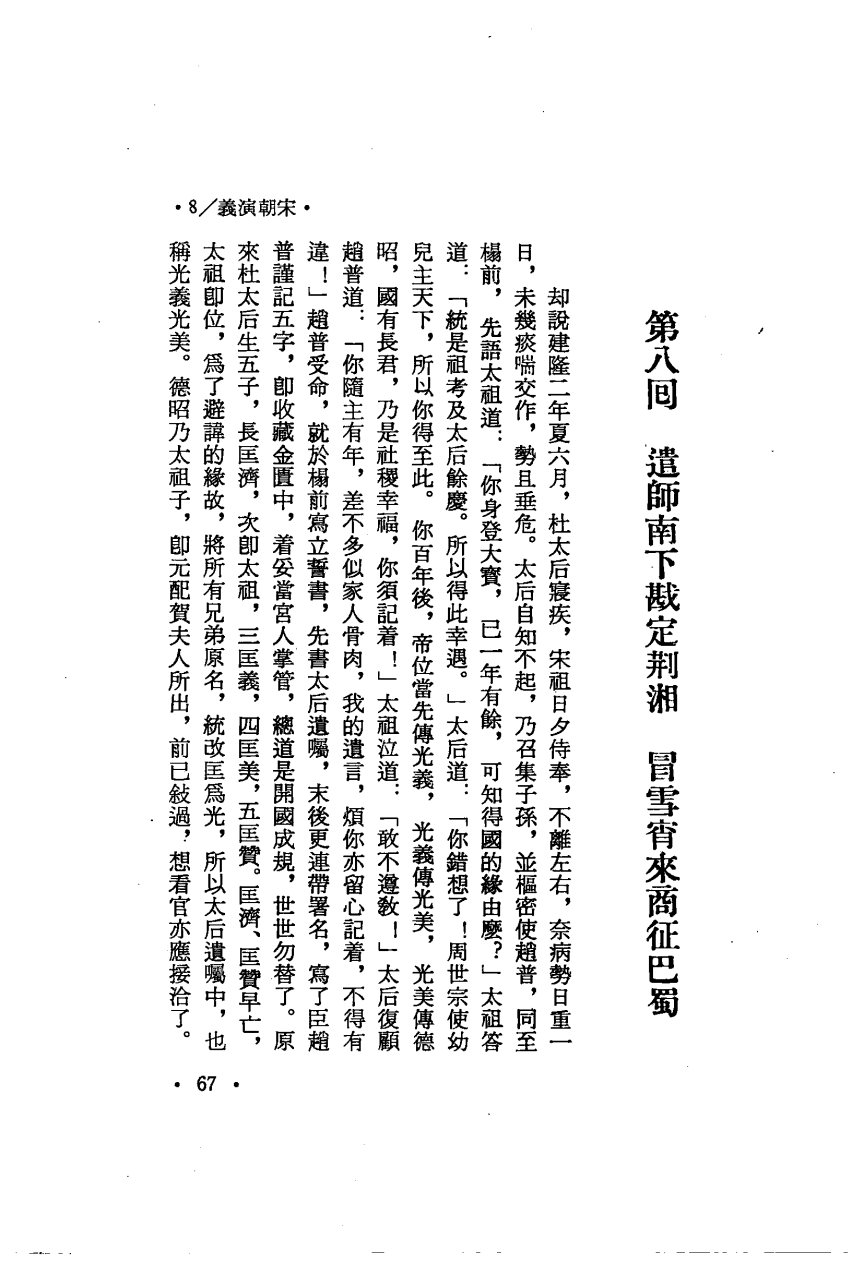 第八囘　遣師南下戡定荆湘　冒雪宵來商征巴蜀
却說建隆二年夏六月，杜太后寢疾，宋祖日夕侍奉，不離左右，奈病勢日重一
日，未幾痰喘交作，勢且垂危。太后自知不起，乃召集子孫，並樞密使趙普，同至
榻前，先語太祖道：「你身登大寶，已一年有餘，可知得國的緣由麼？」太祖答
道：「統是祖考及太后餘慶。所以得此幸遇。」太后道：「你錯想了！周世宗使幼
兒主天下，所以你得至此。你百年後，帝位當先傳光義，光義傳光美，光美傳德
昭，國有長君，乃是社稷幸福，你須記着！」太祖泣道：「敢不遵敎！」太后復顧
趙普道：「你隨主有年，差不多似家人骨肉，我的遺言，煩你亦留心記着，不得有
違！」趙普受命，就於榻前寫立誓書，先書太后遺囑，末後更連帶署名，寫了臣趙
普謹記五字，卽收藏金匱中，着妥當宮人掌管，總道是開國成規，世世勿替了。原
來杜太后生五子，長匡濟，次卽太祖，三匡義，四匡美，五匡贊。匡濟、匡贊早亡，
太祖卽位，爲了避諱的緣故，將所有兄弟原名，統改匡爲光，所以太后遺囑中，也
稱光義光美。德昭乃太祖子，卽元配賀夫人所出，前已敍過，想看官亦應接洽了。
・8／義演朝宋・
・67・